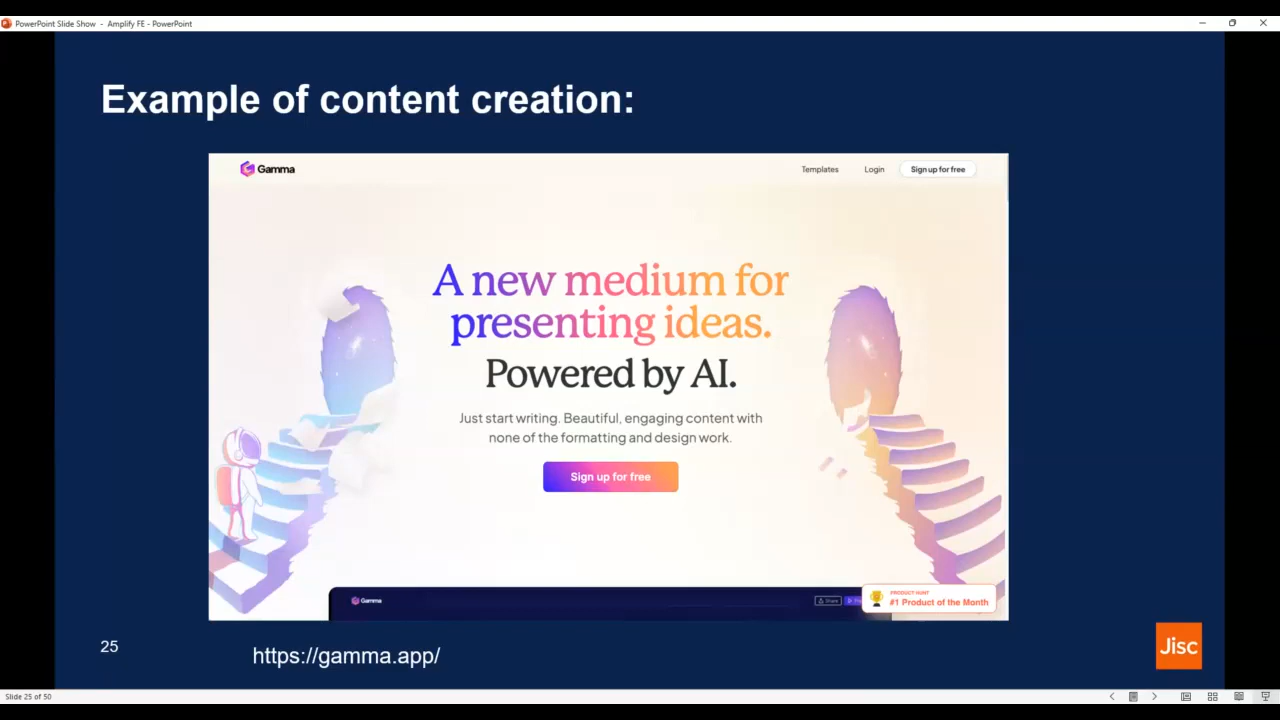 PowerPoint Slide Show - Amplify FE - PowerPoint
Example of content creation:
Gamma
Templates
Login
Sign up for free
A new medium for
presenting ideas.
Powered by AI.
Just start writing. Beautiful, engaging content with
none of the formatting and design work.
Sign up for free
Gamma
Share
PRODUCT HUNT
#1 Product of the Month
25
https://gamma.app/
Jisc
Slide 25 of 50